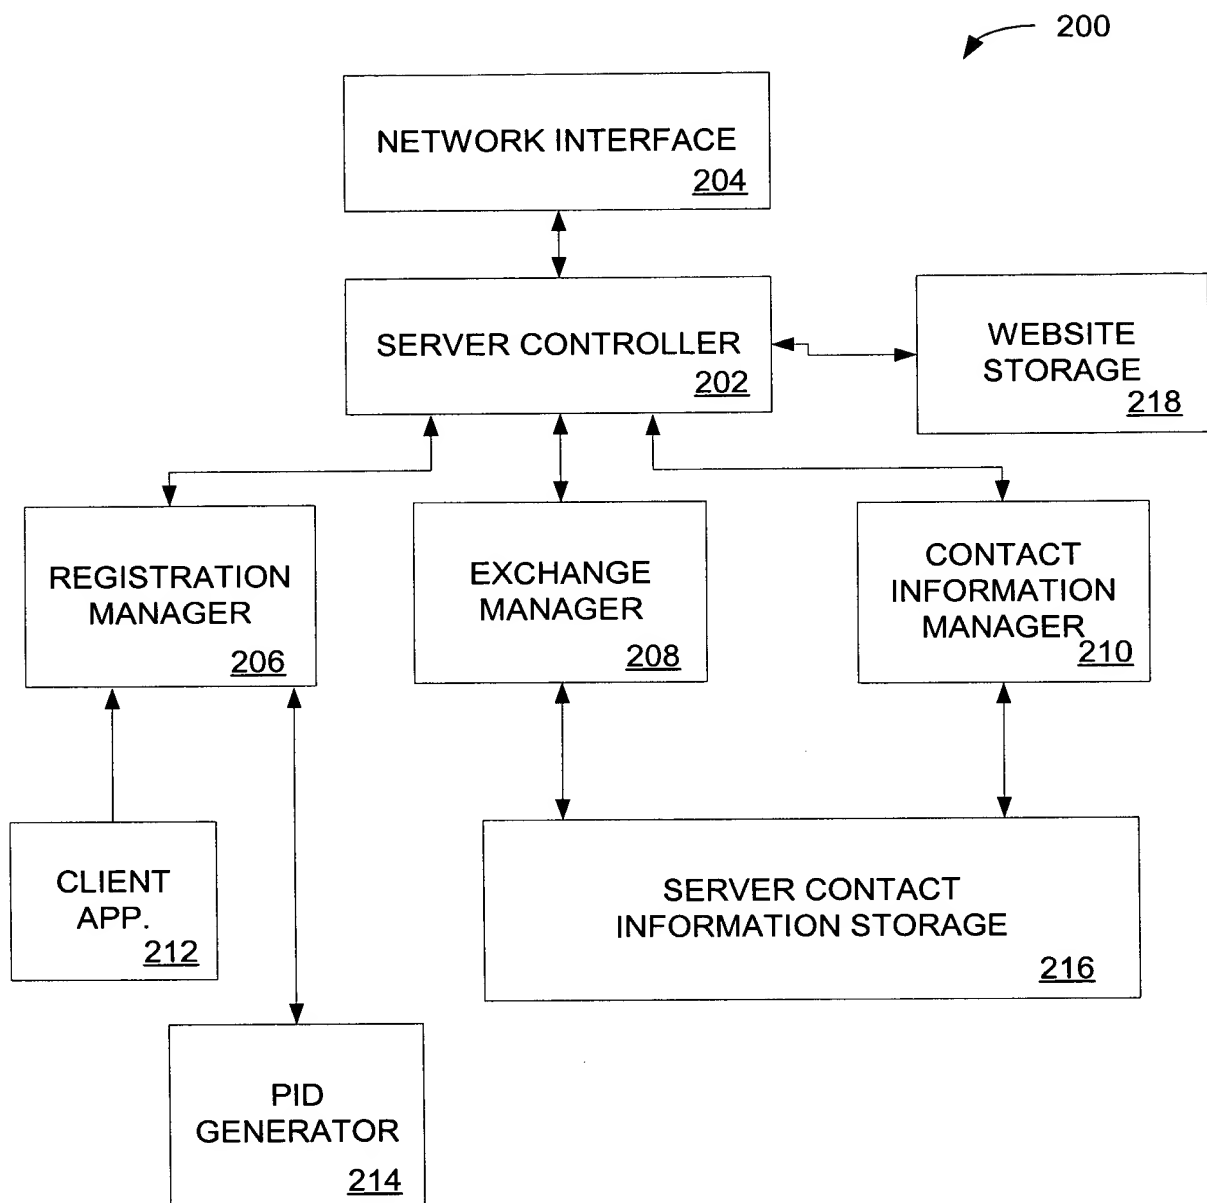 200
NETWORK INTERFACE
204
SERVER CONTROLLER
202
WEBSITE
STORAGE
218
REGISTRATION
MANAGER
206
EXCHANGE
MANAGER
208
CONTACT
INFORMATION
MANAGER
210
CLIENT
APP.
212
SERVER CONTACT
INFORMATION STORAGE
216
PID
GENERATOR
214